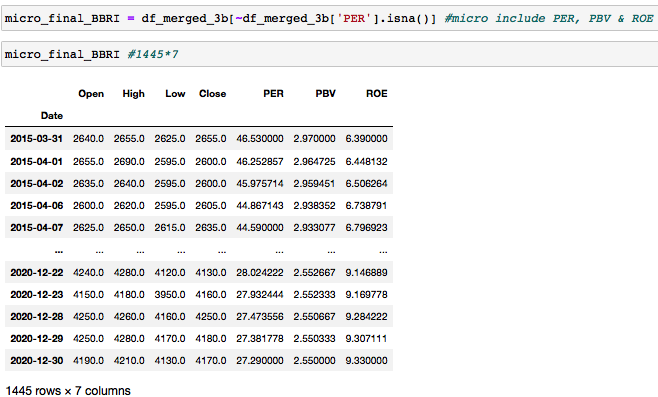 micro_final_BBRI = df_merged_3b[~df_merged_3b['PER'].isna()] #micro include PER, PBV & ROE
micro_final_BBRI #1445*7
Open High Low Close PER PBV ROE
Date
2015-03-31 2640.0 2655.0 2625.0 2655.0 46.530000 2.970000 6.390000
2015-04-01 2655.0 2690.0 2595.0 2600.0 46.252857 2.964725 6.448132
2015-04-02 2635.0 2640.0 2595.0 2600.0 45.975714 2.959451 6.506264
2015-04-06 2600.0 2620.0 2595.0 2605.0 44.867143 2.938352 6.738791
2015-04-07 2625.0 2650.0 2615.0 2635.0 44.590000 2.933077 6.796923
... ... ... ... ... ... ... ...
2020-12-22 4240.0 4280.0 4120.0 4130.0 28.024222 2.552667 9.146889
2020-12-23 4150.0 4180.0 3950.0 4160.0 27.932444 2.552333 9.169778
2020-12-28 4250.0 4260.0 4160.0 4250.0 27.473556 2.550667 9.284222
2020-12-29 4250.0 4280.0 4170.0 4180.0 27.381778 2.550333 9.307111
2020-12-30 4190.0 4210.0 4130.0 4170.0 27.290000 2.550000 9.330000
1445 rows × 7 columns